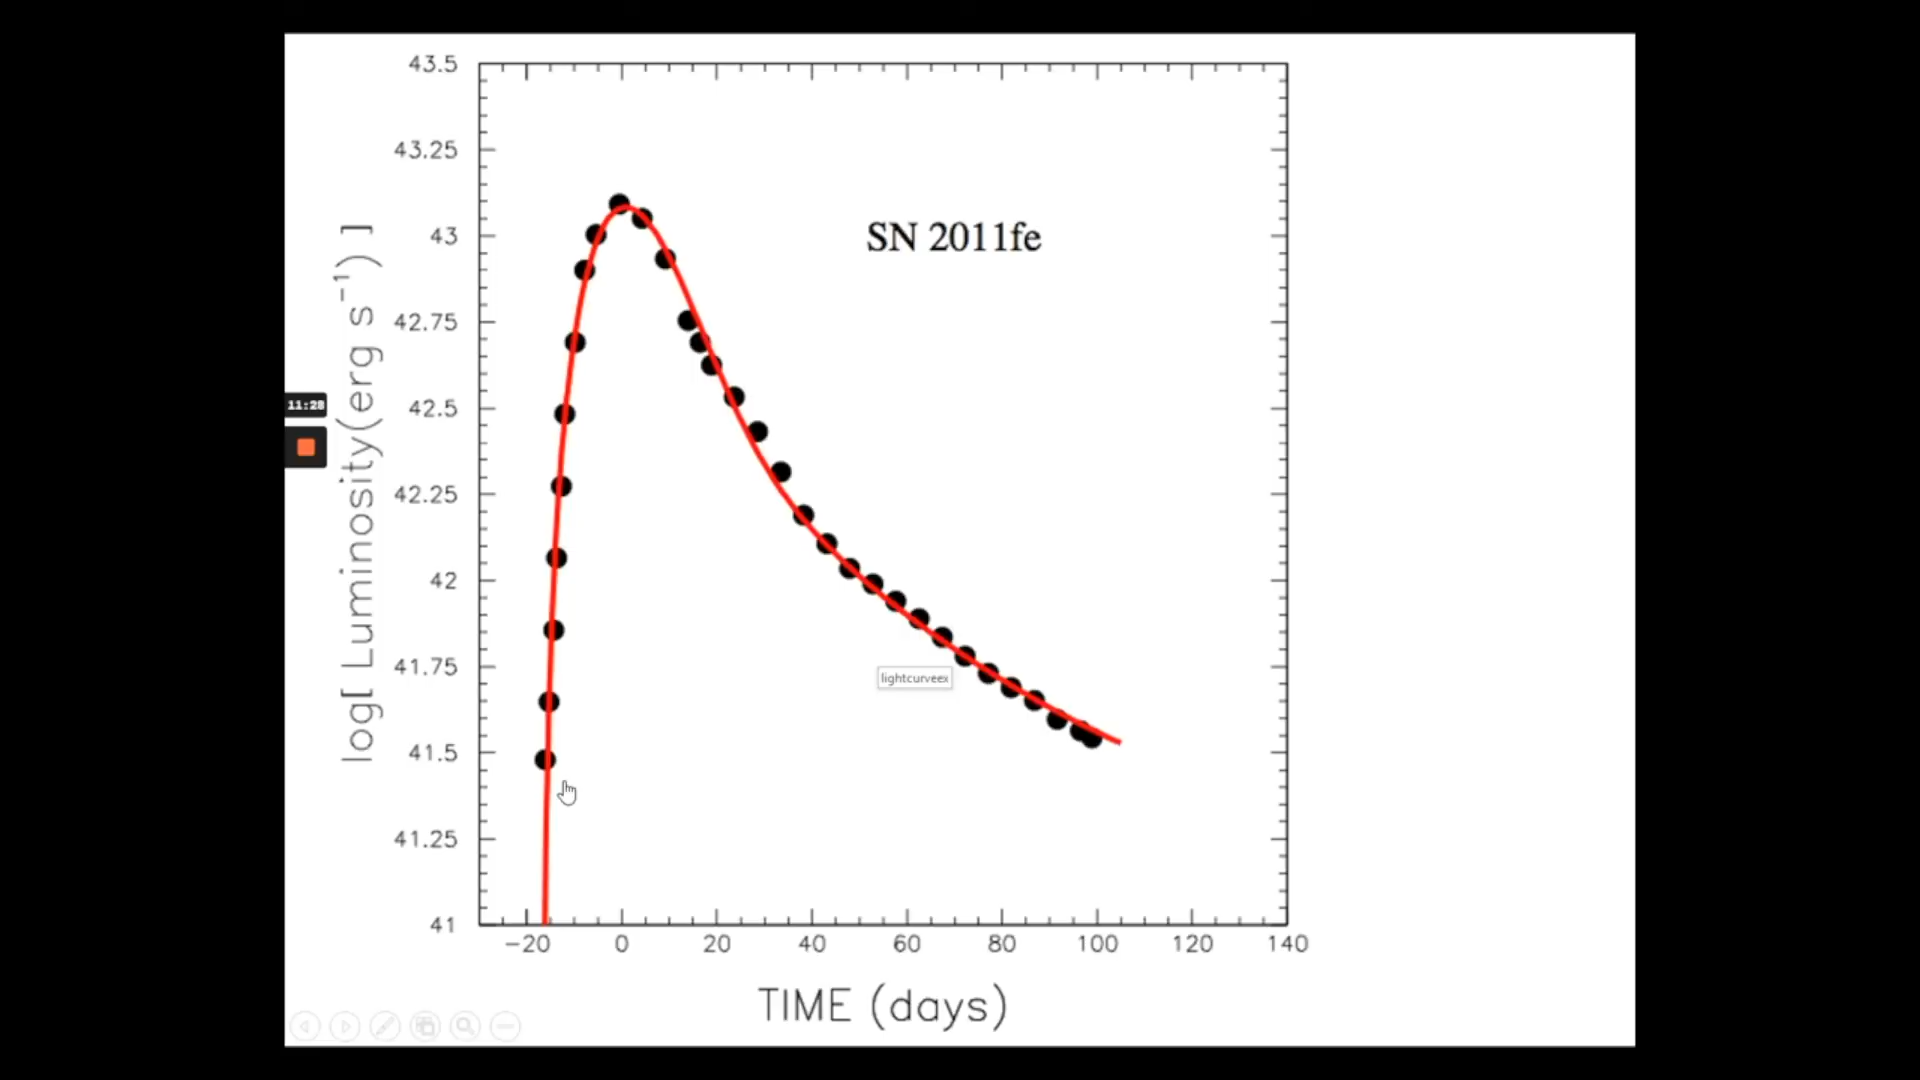 43.5
43.25
43
42.75
42.5
42.25
42
41.75
41.5
41.25
41
log[ Luminosity(erg s⁻¹) ]
SN 2011fe
11:28
lightcurveex
−20 0 20 40 60 80 100 120 140
TIME (days)